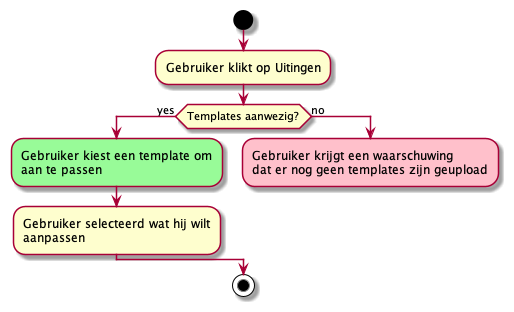 Gebruiker klikt op Uitingen
Templates aanwezig?
yes
no
Gebruiker kiest een template om
aan te passen
Gebruiker krijgt een waarschuwing
dat er nog geen templates zijn geupload
Gebruiker selecteerd wat hij wilt
aanpassen